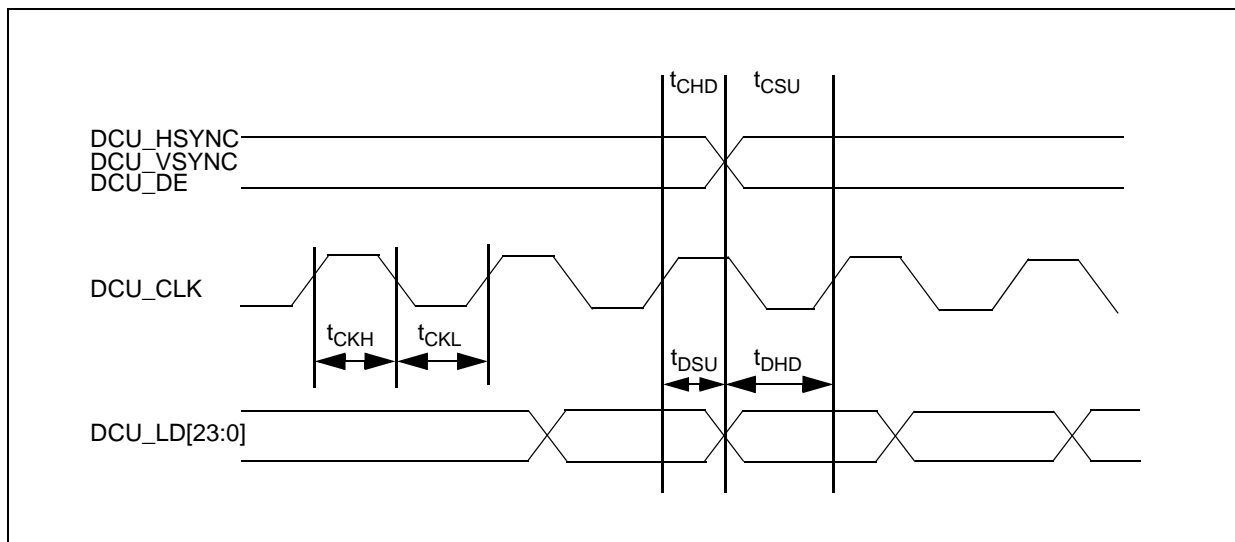 tCHD tCSU
DCU_HSYNC
DCU_VSYNC
DCU_DE
DCU_CLK
tCKH tCKL
tDSU tDHD
DCU_LD[23:0]